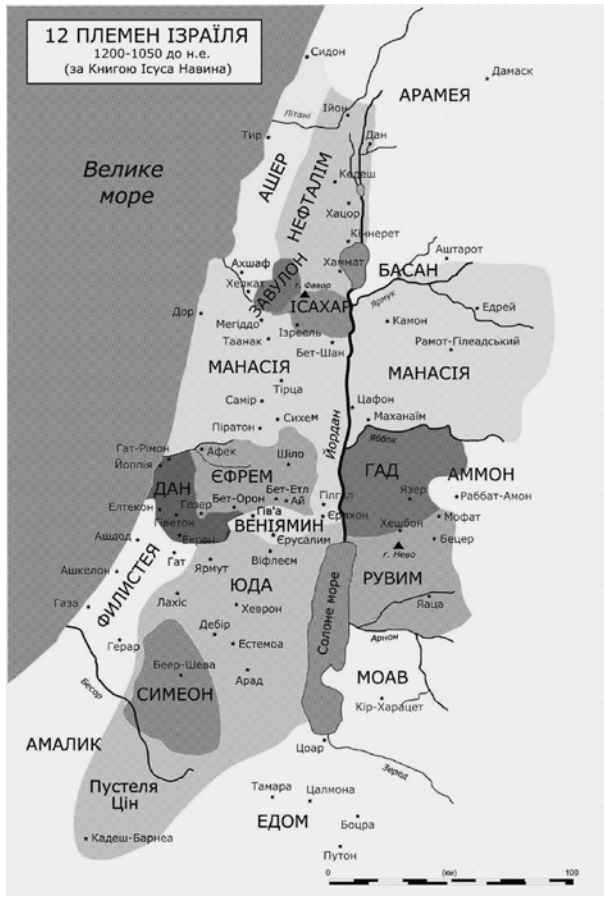 12 ПЛЕМЕН ІЗРАЇЛЯ
1200-1050 до н.е.
(за Книгою Ісуса Навина)
Сидон
Дамаск
АРАМЕЯ
Літані
Ійон
Тир
Дан
Велике
море
АШЕР
НЕФТАЛІМ
Кедеш
Хацор
Кіннерет
Аштарот
Ахшаф
Хаммат
БАСАН
Хелкат
ЗАВУЛОН
г. Фавор
ІСАХАР
Ярмук
Едрей
Дор
Мегіддо
Ізреель
Камон
Таанак
Бет-Шан
Рамот-Гілеадський
МАНАСІЯ
МАНАСІЯ
Тірца
Самір
Цафон
Сихем
Маханаїм
Піратон
Йордан
Яббок
Гат-Рімон
Афек
Йоппія
Шіло
ГАД
АММОН
ЄФРЕМ
ДАН
Бет-Етл
Язер
Раббат-Амон
Елтекон
Гезер
Бет-Орон
Ай
Гілгал
Гів'а
Єрихон
Мофат
Гіветон
ВЕНІЯМИН
Хешбон
Ашдод
Екрон
Єрусалим
Бецер
Гат
Ярмут
Віфлеєм
г. Нево
Ашкелон
ФИЛИСТЕЯ
ЮДА
РУВИМ
Газа
Лахіс
Хеврон
Яаца
Солоне море
Дебір
Герар
Естемоа
Арном
Беер-Шева
Арад
МОАВ
Бесор
СИМЕОН
Кір-Харацет
АМАЛИК
Цоар
Зеред
Пустеля
Цін
Тамара
Цалмона
ЕДОМ
Боцра
Кадеш-Барнеа
Путон
0
(км)
100